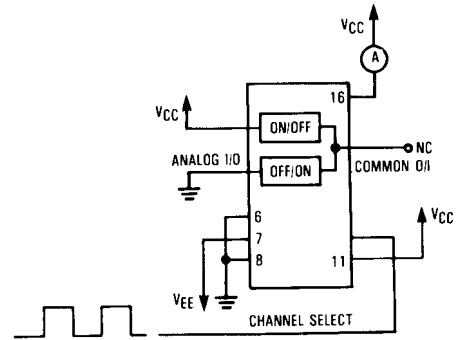 VCC
A
16
VCC
ON/OFF
NC
ANALOG I/O
OFF/ON
COMMON O/I
6
7
8
VCC
11
VEE
CHANNEL SELECT